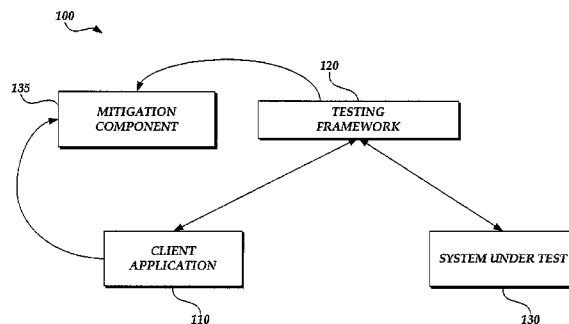 100
120
135
MITIGATION
COMPONENT
TESTING
FRAMEWORK
CLIENT
APPLICATION
SYSTEM UNDER TEST
110
130